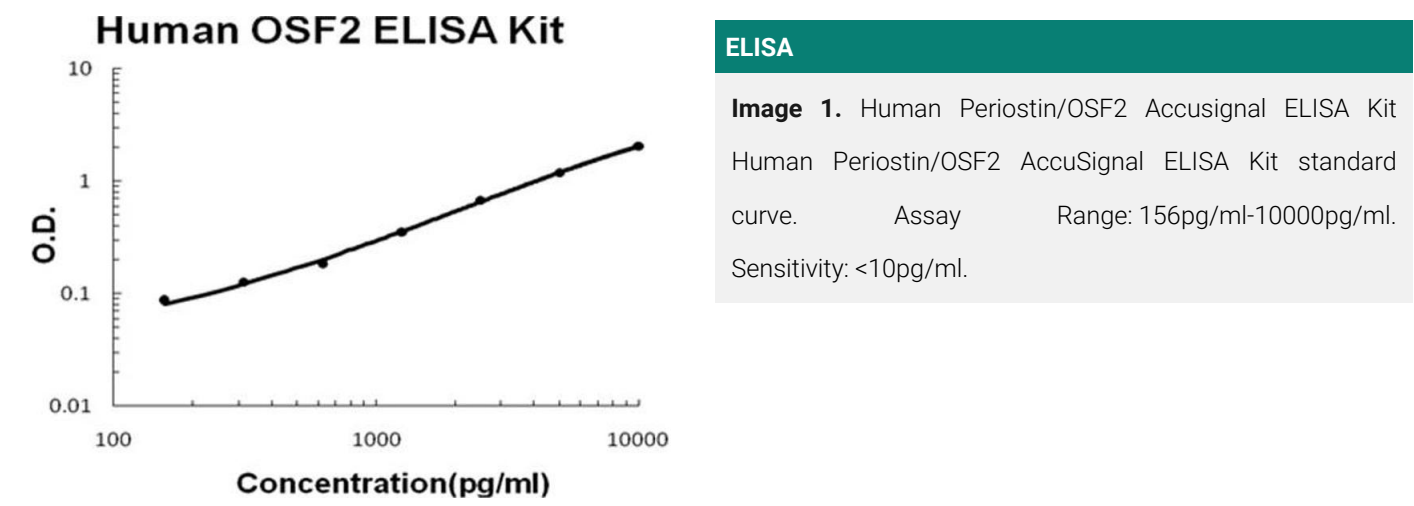 Human OSF2 ELISA Kit
10
1
0.1
0.01
O.D.
100 1000 10000
Concentration(pg/ml)
ELISA
Image 1. Human Periostin/OSF2 Accusignal ELISA Kit
Human Periostin/OSF2 AccuSignal ELISA Kit standard
curve. Assay Range: 156pg/ml-10000pg/ml.
Sensitivity: <10pg/ml.